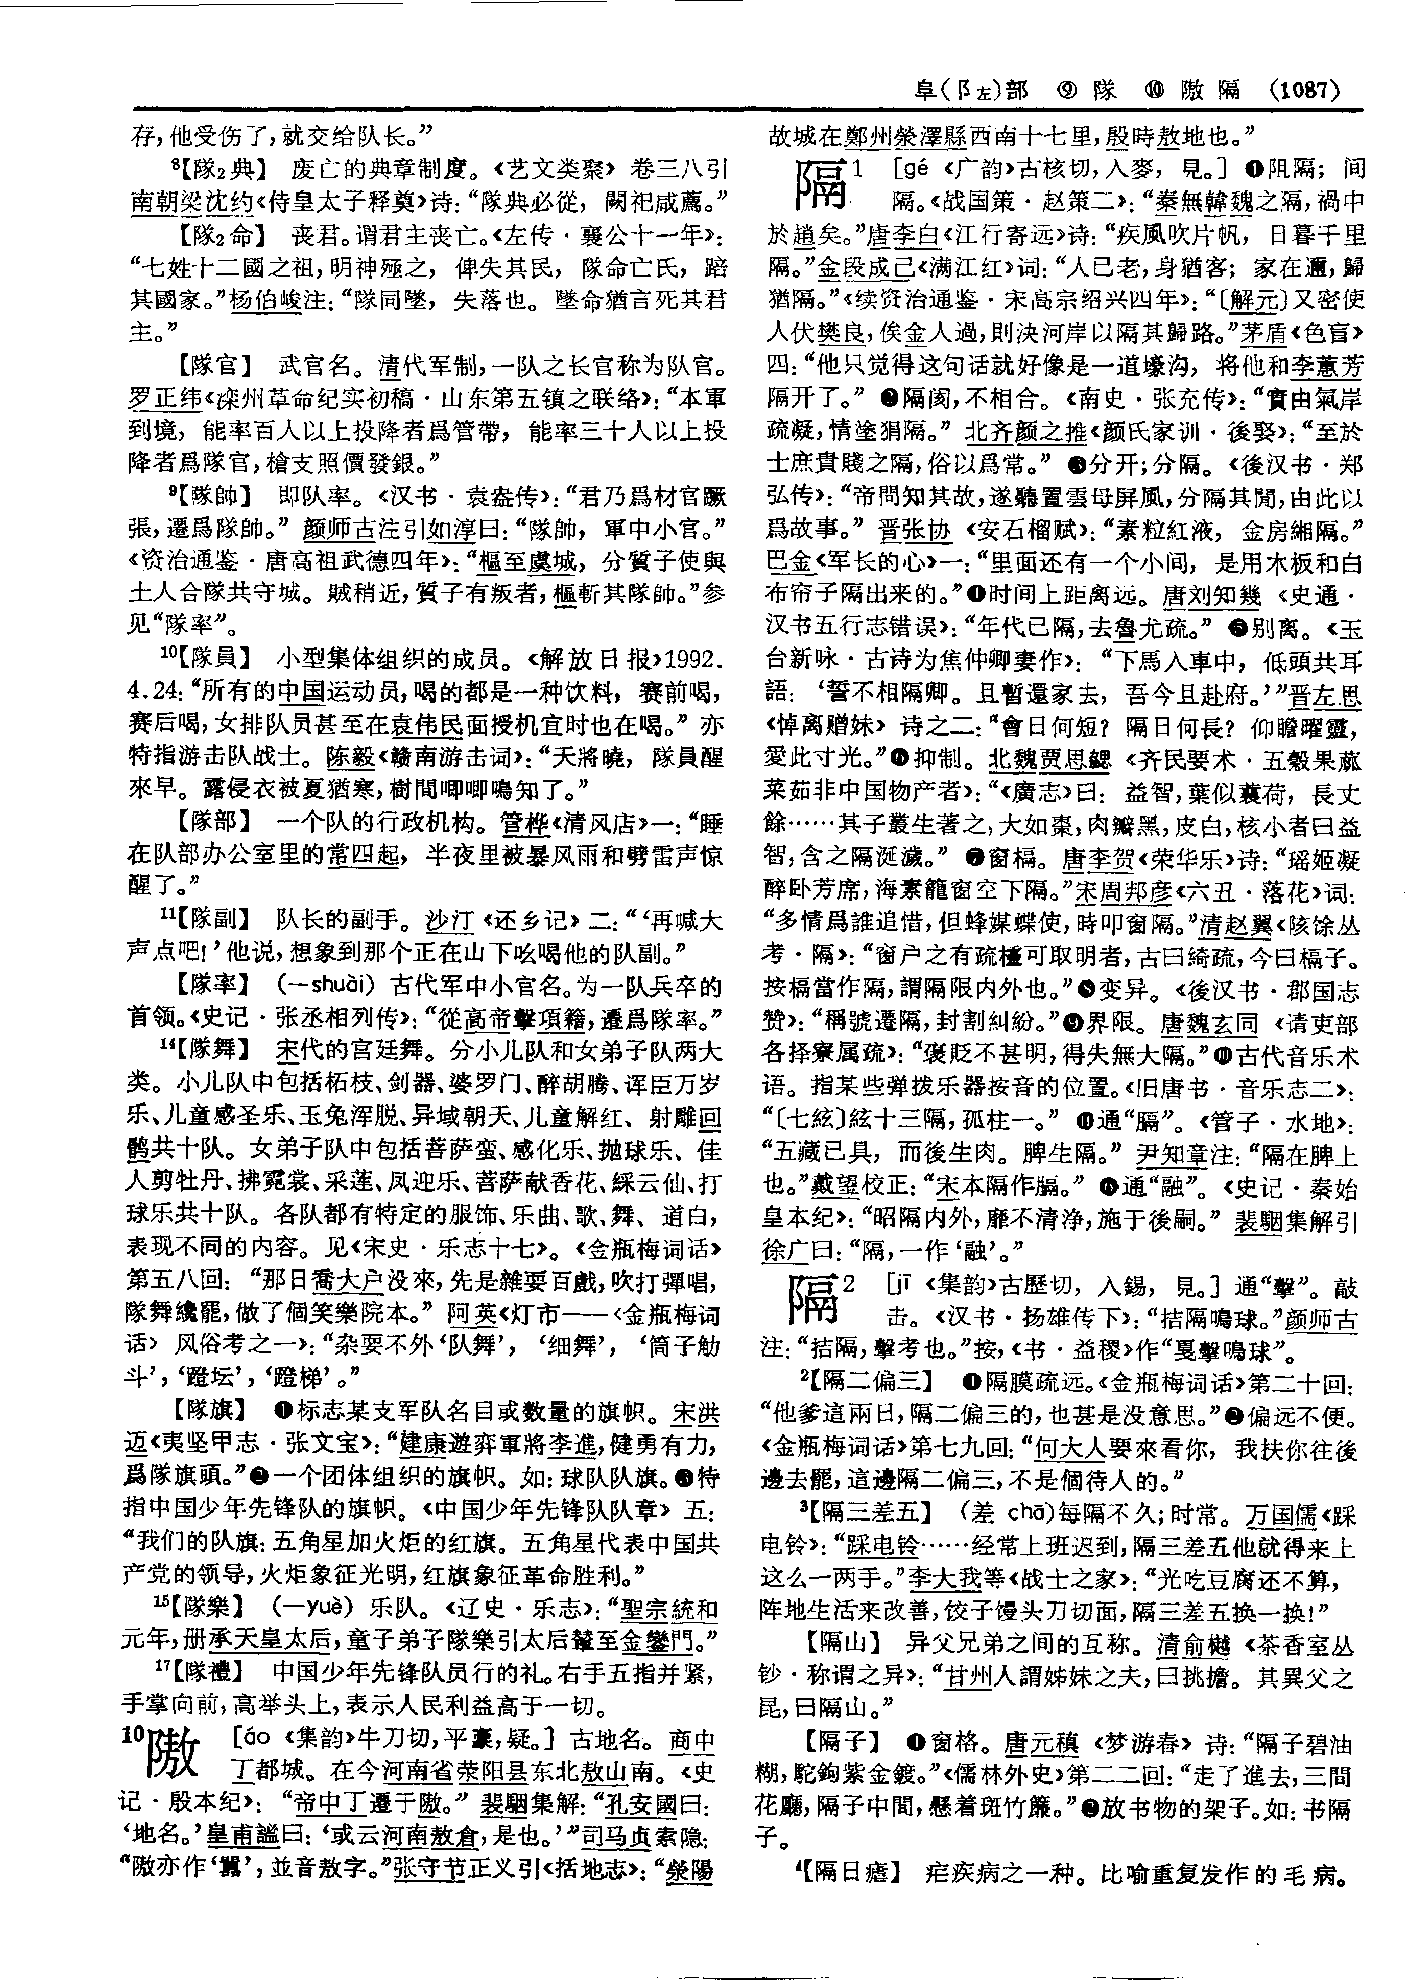 阜(阝左)部 ⑨隊 ⑩隞隔 (1087)
存,他受伤了,就交给队长。”
⁸【隊₂典】 废亡的典章制度。《艺文类聚》卷三八引
南朝梁沈约《侍皇太子释奠》诗:“隊典必從, 闕祀咸薦。”
【隊₂命】 丧君。谓君主丧亡。《左传·襄公十一年》:
“七姓十二國之祖,明神殛之, 俾失其民, 隊命亡氏, 踣
其國家。”杨伯峻注:“隊同墜, 失落也。墜命猶言死其君
主。”
【隊官】 武官名。清代军制,一队之长官称为队官。
罗正纬《滦州革命纪实初稿·山东第五镇之联络》:“本軍
到境, 能率百人以上投降者爲管帶, 能率三十人以上投
降者爲隊官,槍支照價發銀。”
⁹【隊帥】 即队率。《汉书·袁盎传》:“君乃爲材官蹶
張,遷爲隊帥。” 颜师古注引如淳曰:“隊帥, 軍中小官。”
《资治通鉴·唐高祖武德四年》:“樞至虞城, 分質子使與
土人合隊共守城。賊稍近,質子有叛者,樞斬其隊帥。”参
见“隊率”。
¹⁰【隊員】 小型集体组织的成员。《解放日报》1992.
4.24:“所有的中国运动员,喝的都是一种饮料, 赛前喝,
赛后喝,女排队员甚至在袁伟民面授机宜时也在喝。” 亦
特指游击队战士。陈毅《赣南游击词》:“天將曉, 隊員醒
來早。露侵衣被夏猶寒,樹間唧唧鳴知了。”
【隊部】 一个队的行政机构。管桦《清风店》一:“睡
在队部办公室里的常四起, 半夜里被暴风雨和劈雷声惊
醒了。”
¹¹【隊副】 队长的副手。沙汀《还乡记》二:“‘再喊大
声点吧!’他说,想象到那个正在山下吆喝他的队副。”
【隊率】 (—shuài) 古代军中小官名。为一队兵卒的
首领。《史记·张丞相列传》:“從高帝擊項籍,遷爲隊率。”
¹⁴【隊舞】 宋代的宫廷舞。分小儿队和女弟子队两大
类。小儿队中包括柘枝、剑器、婆罗门、醉胡腾、诨臣万岁
乐、儿童感圣乐、玉兔浑脱、异域朝天、儿童解红、射雕回
鹘共十队。女弟子队中包括菩萨蛮、感化乐、抛球乐、佳
人剪牡丹、拂霓裳、采莲、凤迎乐、菩萨献香花、綵云仙、打
球乐共十队。各队都有特定的服饰、乐曲、歌、舞、道白,
表现不同的内容。见《宋史·乐志十七》。《金瓶梅词话》
第五八回: “那日喬大户没來,先是雜耍百戲,吹打彈唱,
隊舞纔罷,做了個笑樂院本。” 阿英《灯市——〈金瓶梅词
话〉风俗考之一》:“杂耍不外‘队舞’, ‘细舞’, ‘筒子觔
斗’,‘蹬坛’,‘蹬梯’。”
【隊旗】 ❶标志某支军队名目或数量的旗帜。宋洪
迈《夷坚甲志·张文宝》:“建康遊弈軍將李進,健勇有力,
爲隊旗頭。”❷一个团体组织的旗帜。如:球队队旗。❸特
指中国少年先锋队的旗帜。《中国少年先锋队队章》五:
“我们的队旗:五角星加火炬的红旗。五角星代表中国共
产党的领导,火炬象征光明,红旗象征革命胜利。”
¹⁵【隊樂】 (—yuè) 乐队。《辽史·乐志》:“聖宗統和
元年,册承天皇太后,童子弟子隊樂引太后輦至金鑾門。”
¹⁷【隊禮】 中国少年先锋队员行的礼。右手五指并紧,
手掌向前,高举头上,表示人民利益高于一切。
¹⁰隞 [áo 《集韵》牛刀切,平豪,疑。] 古地名。商中
丁都城。在今河南省荥阳县东北敖山南。《史
记·殷本纪》: “帝中丁遷于隞。” 裴駰集解:“孔安國曰:
‘地名。’皇甫謐曰:‘或云河南敖倉,是也。’”司马贞索隐:
“隞亦作‘嚻’,並音敖字。”张守节正义引《括地志》:“滎陽
故城在鄭州滎澤縣西南十七里,殷時敖地也。”
隔¹ [gé 《广韵》古核切,入麥, 見。] ❶阻隔; 间
隔。《战国策·赵策二》:“秦無韓魏之隔,禍中
於趙矣。”唐李白《江行寄远》诗:“疾風吹片帆, 日暮千里
隔。”金段成己《满江红》词:“人已老,身猶客; 家在邇,歸
猶隔。”《续资治通鉴·宋高宗绍兴四年》:“〔解元〕又密使
人伏樊良,俟金人過,則決河岸以隔其歸路。”茅盾《色盲》
四:“他只觉得这句话就好像是一道壕沟, 将他和李蕙芳
隔开了。” ❷隔阂,不相合。《南史·张充传》:“實由氣岸
疏凝,情塗狷隔。” 北齐颜之推《颜氏家训·後娶》:“至於
士庶貴賤之隔,俗以爲常。” ❸分开;分隔。《後汉书·郑
弘传》:“帝問知其故,遂聽置雲母屏風,分隔其間,由此以
爲故事。” 晋张协《安石榴赋》:“素粒紅液, 金房緗隔。”
巴金《军长的心》一:“里面还有一个小间, 是用木板和白
布帘子隔出来的。”❹时间上距离远。唐刘知幾《史通·
汉书五行志错误》:“年代已隔,去魯尤疏。” ❺别离。《玉
台新咏·古诗为焦仲卿妻作》: “下馬入車中, 低頭共耳
語: ‘誓不相隔卿。且暫還家去, 吾今且赴府。’”晋左思
《悼离赠妹》诗之二:“會日何短? 隔日何長? 仰瞻曜靈,
愛此寸光。”❻抑制。北魏贾思勰《齐民要术·五穀果蓏
菜茹非中国物产者》:“《廣志》曰: 益智,葉似蘘荷, 長丈
餘……其子叢生著之,大如棗,肉瓣黑,皮白,核小者曰益
智,含之隔涎濊。” ❼窗槅。唐李贺《荣华乐》诗:“瑶姬凝
醉卧芳席,海素籠窗空下隔。”宋周邦彦《六丑·落花》词:
“多情爲誰追惜,但蜂媒蝶使,時叩窗隔。”清赵翼《陔馀丛
考·隔》:“窗户之有疏櫺可取明者,古曰綺疏,今曰槅子。
按槅當作隔,謂隔限内外也。”❽变异。《後汉书·郡国志
赞》:“稱號遷隔,封割糾紛。”❾界限。唐魏玄同《请吏部
各择寮属疏》:“褒貶不甚明,得失無大隔。”❿古代音乐术
语。指某些弹拨乐器按音的位置。《旧唐书·音乐志二》:
“〔七絃〕絃十三隔,孤柱一。” ⓫通“膈”。《管子·水地》:
“五藏已具, 而後生肉。脾生隔。” 尹知章注:“隔在脾上
也。”戴望校正:“宋本隔作膈。” ⓬通“融”。《史记·秦始
皇本纪》:“昭隔内外,靡不清淨,施于後嗣。” 裴駰集解引
徐广曰:“隔,一作‘融’。”
隔² [jī 《集韵》古歷切, 入錫, 見。] 通“擊”。敲
击。《汉书·扬雄传下》:“拮隔鳴球。”颜师古
注:“拮隔,擊考也。”按,《书·益稷》作“戛擊鳴球”。
²【隔二偏三】 ❶隔膜疏远。《金瓶梅词话》第二十回:
“他爹這兩日,隔二偏三的,也甚是没意思。”❷偏远不便。
《金瓶梅词话》第七九回:“何大人要來看你, 我扶你往後
邊去罷,這邊隔二偏三,不是個待人的。”
³【隔三差五】 (差 chā)每隔不久;时常。万国儒《踩
电铃》:“踩电铃……经常上班迟到,隔三差五他就得来上
这么一两手。”李大我等《战士之家》:“光吃豆腐还不算,
阵地生活来改善,饺子馒头刀切面,隔三差五换一换!”
【隔山】 异父兄弟之间的互称。清俞樾《茶香室丛
钞·称谓之异》:“甘州人謂姊妹之夫,曰挑擔。其異父之
昆,曰隔山。”
【隔子】 ❶窗格。唐元稹《梦游春》诗:“隔子碧油
糊,駝鉤紫金鍍。”《儒林外史》第二二回:“走了進去,三間
花廳,隔子中間,懸着斑竹簾。”❷放书物的架子。如:书隔
子。
⁴【隔日瘧】 疟疾病之一种。比喻重复发作的毛病。